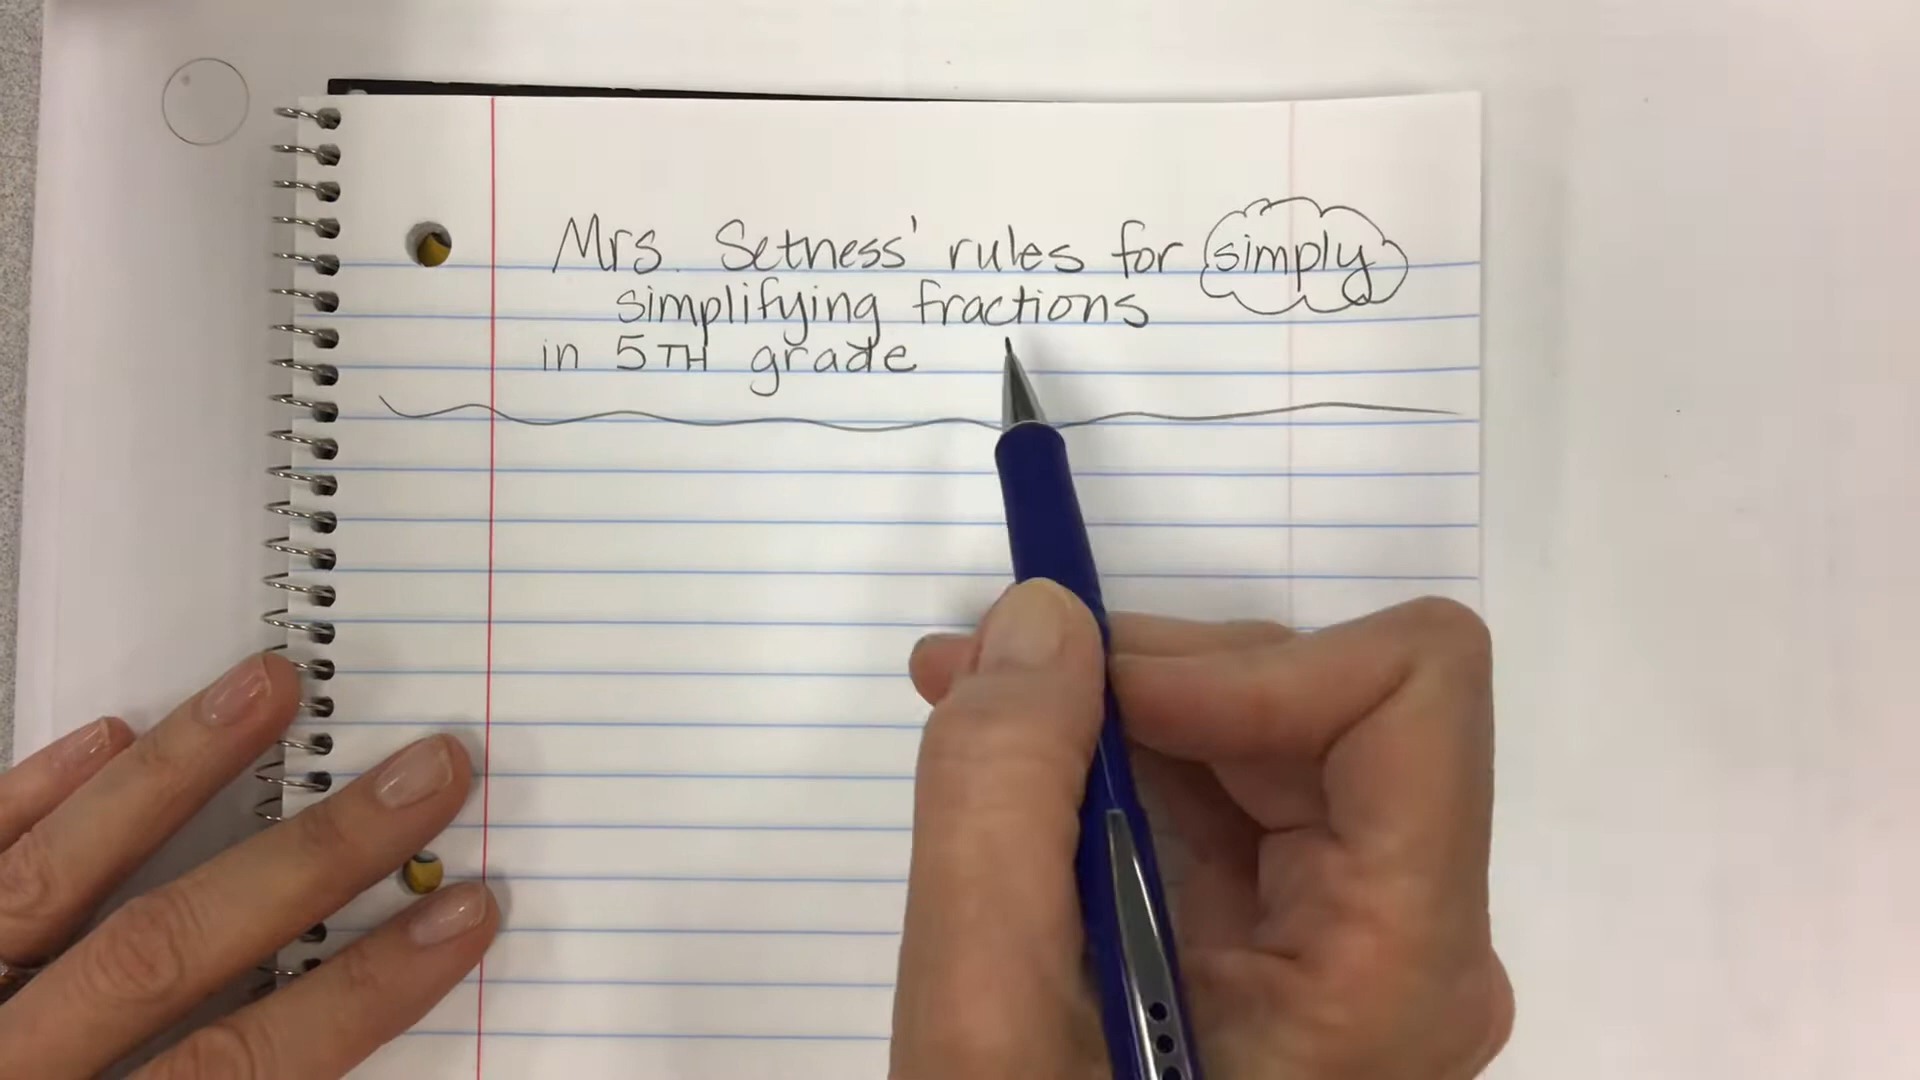 Mrs. Setness' rules for simply
simplifying fractions
in 5TH grade